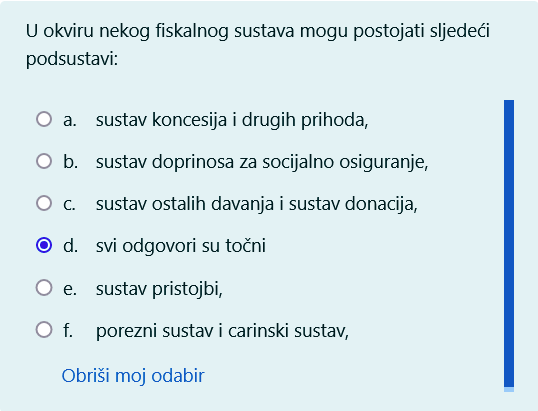 U okviru nekog fiskalnog sustava mogu postojati sljedeći
podsustavi:
a. sustav koncesija i drugih prihoda,
b. sustav doprinosa za socijalno osiguranje,
c. sustav ostalih davanja i sustav donacija,
d. svi odgovori su točni
e. sustav pristojbi,
f. porezni sustav i carinski sustav,
Obriši moj odabir